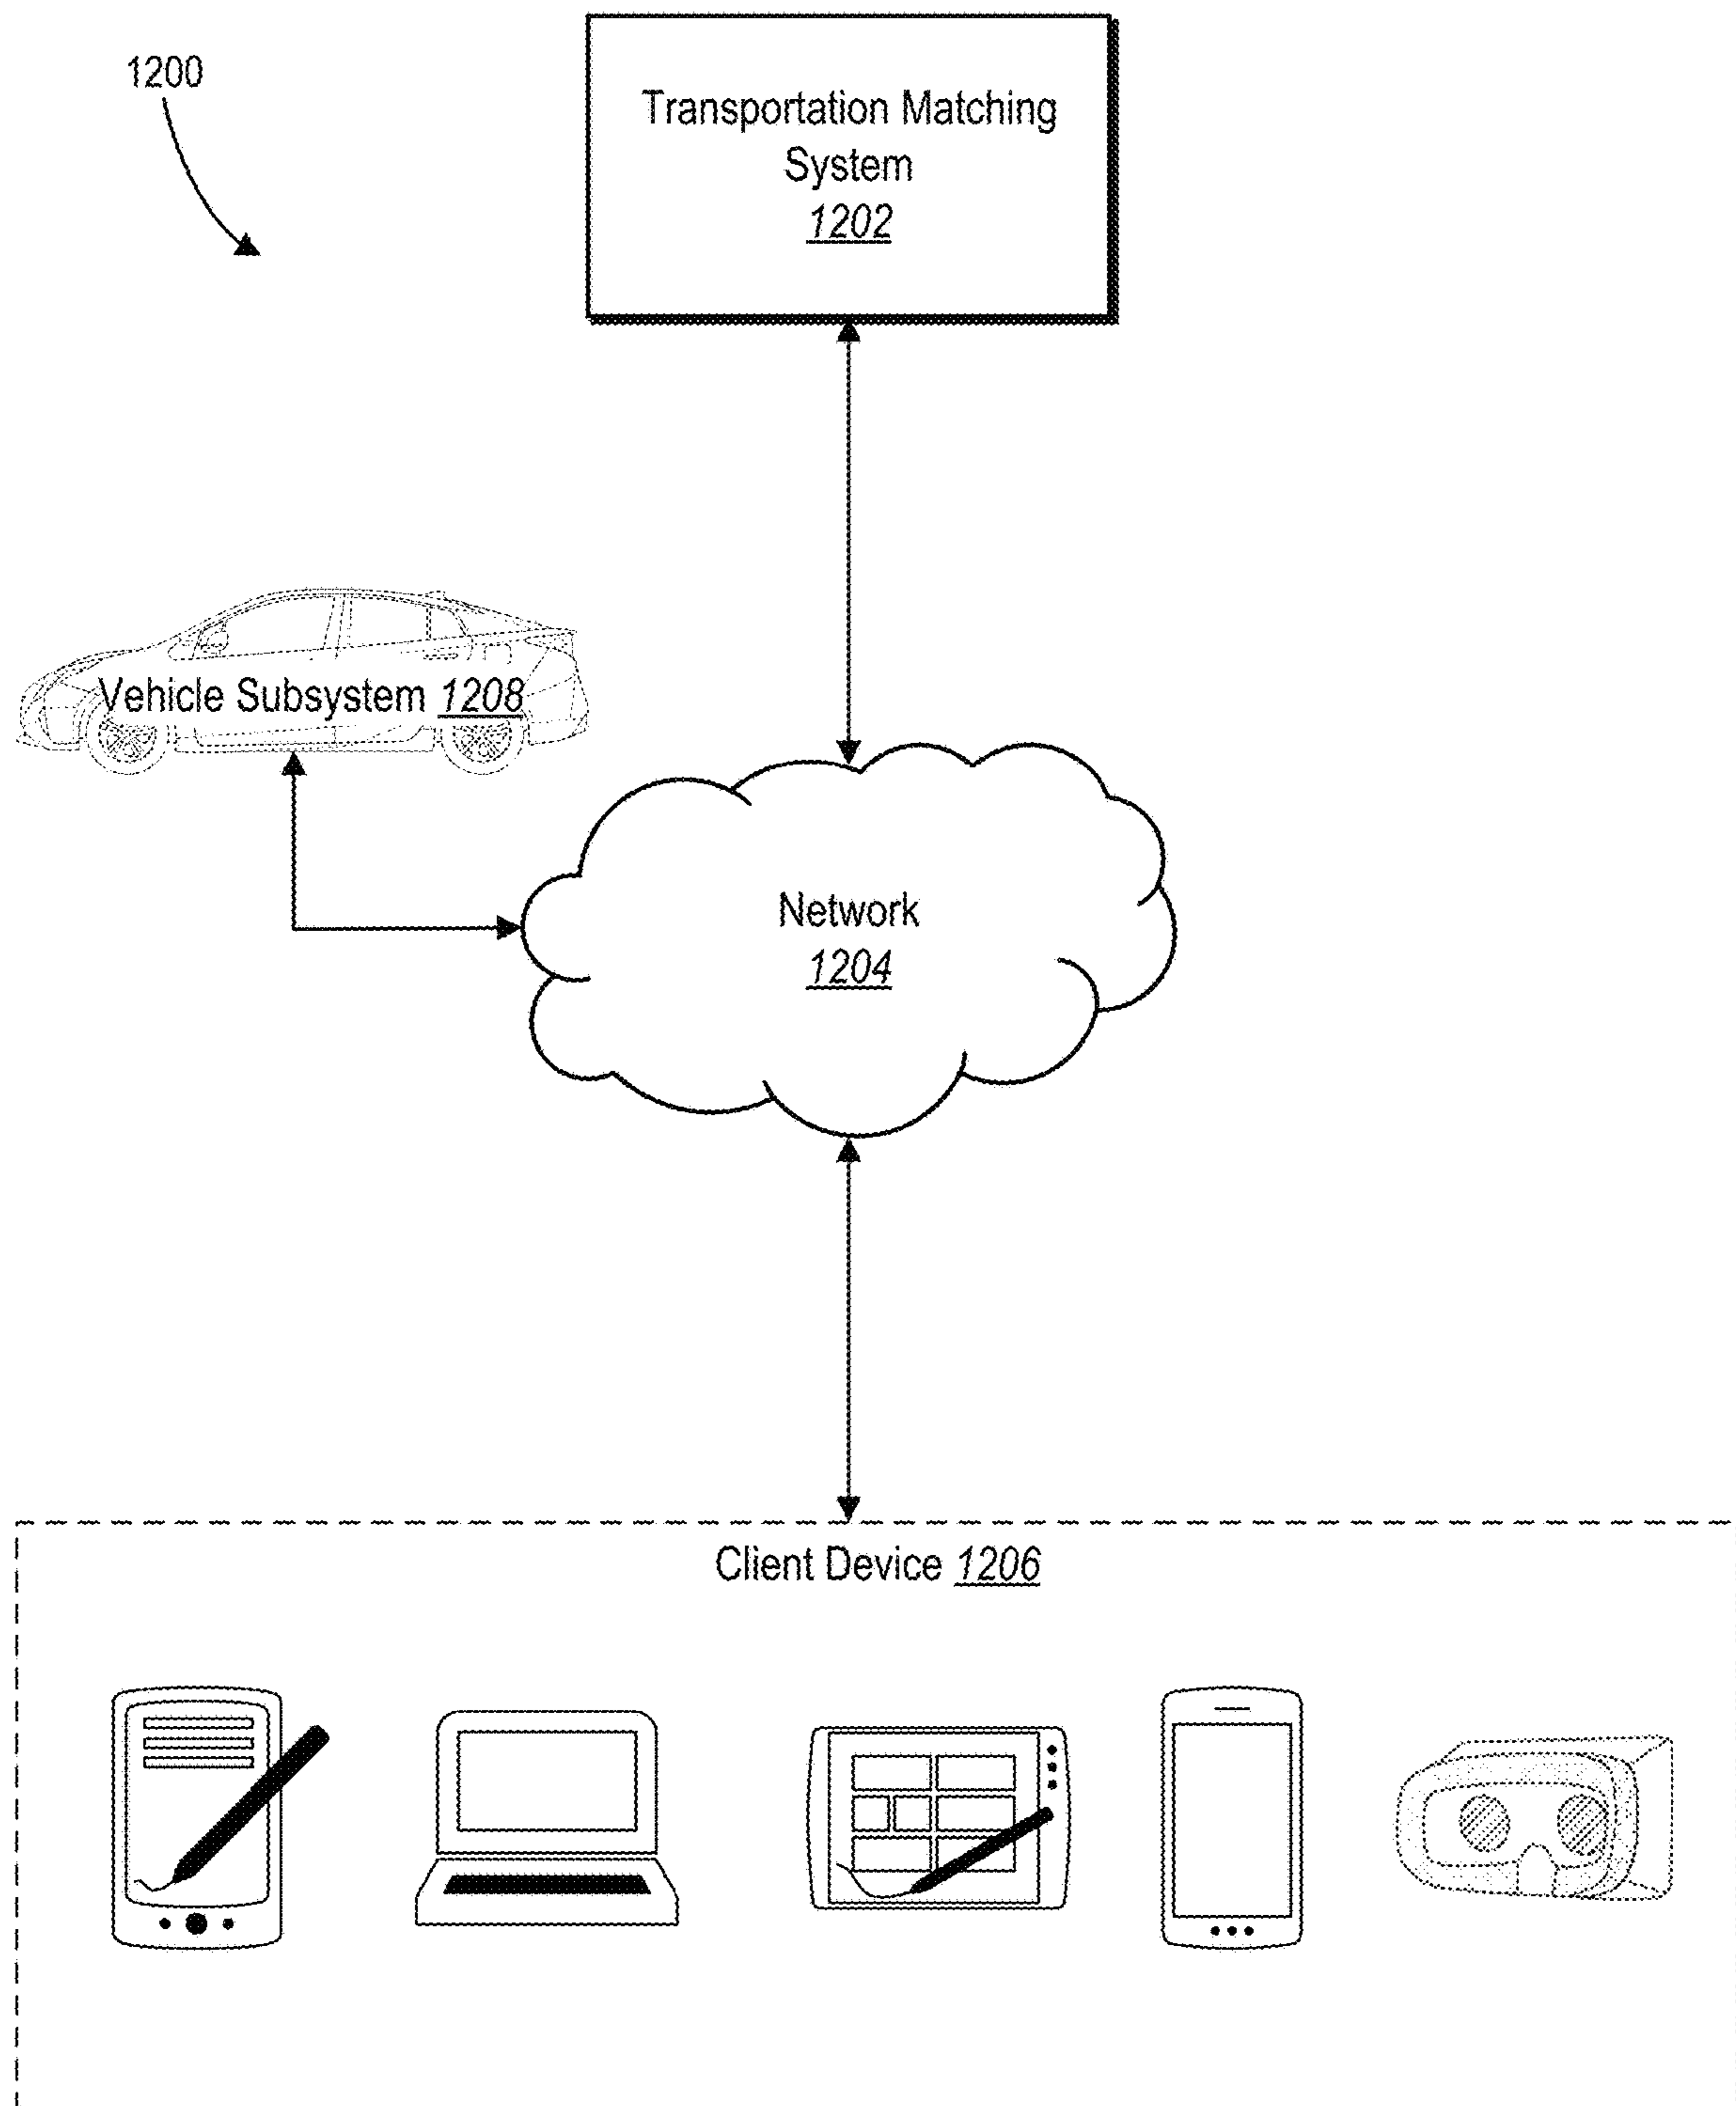 1200
Transportation Matching
System
1202
Vehicle Subsystem 1208
Network
1204
Client Device 1206